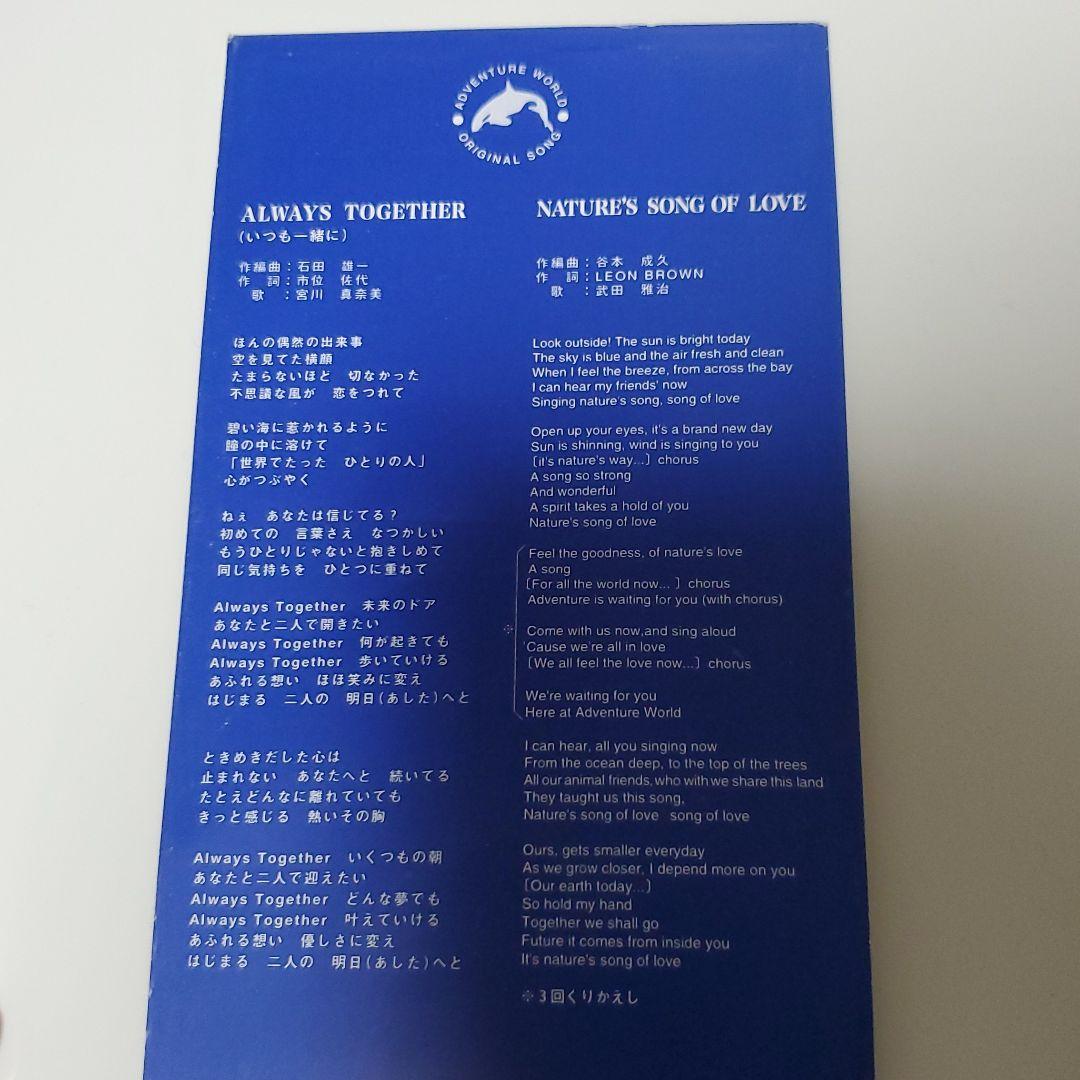 ADVENTURE WORLD
ORIGINAL SONG
ALWAYS TOGETHER
(いつも一緒に)
作編曲：石田　雄一
作　詞：市位　佐代
歌　：宮川　真奈美
ほんの偶然の出来事
空を見てた横顔
たまらないほど　切なかった
不思議な風が　恋をつれて
碧い海に惹かれるように
瞳の中に溶けて
「世界でたった　ひとりの人」
心がつぶやく
ねぇ　あなたは信じてる？
初めての　言葉さえ　なつかしい
もうひとりじゃないと抱きしめて
同じ気持ちを　ひとつに重ねて
Always Together　未来のドア
あなたと二人で開きたい
Always Together　何が起きても
Always Together　歩いていける
あふれる想い　ほほ笑みに変え
はじまる　二人の　明日(あした)へと
ときめきだした心は
止まれない　あなたへと　続いてる
たとえどんなに離れていても
きっと感じる　熱いその胸
Always Together　いくつもの朝
あなたと二人で迎えたい
Always Together　どんな夢でも
Always Together　叶えていける
あふれる想い　優しさに変え
はじまる　二人の　明日(あした)へと
NATURE'S SONG OF LOVE
作編曲：谷本　成久
作　詞：LEON BROWN
歌　：武田　雅治
Look outside! The sun is bright today
The sky is blue and the air fresh and clean
When I feel the breeze, from across the bay
I can hear my friends' now
Singing nature's song, song of love
Open up your eyes, it's a brand new day
Sun is shinning, wind is singing to you
〔it's nature's way...〕chorus
A song so strong
And wonderful
A spirit takes a hold of you
Nature's song of love
Feel the goodness, of nature's love
A song
〔For all the world now... 〕chorus
Adventure is waiting for you (with chorus)
※
Come with us now,and sing aloud
'Cause we're all in love
〔We all feel the love now...〕chorus
We're waiting for you
Here at Adventure World
I can hear, all you singing now
From the ocean deep, to the top of the trees
All our animal friends, who with we share this land
They taught us this song,
Nature's song of love　song of love
Ours, gets smaller everyday
As we grow closer, I depend more on you
〔Our earth today...〕
So hold my hand
Together we shall go
Future it comes from inside you
It's nature's song of love
※３回くりかえし